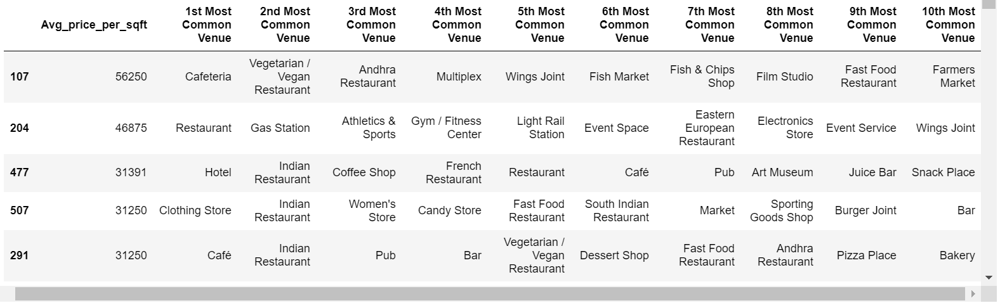 Avg_price_per_sqft 1st Most Common Venue 2nd Most Common Venue 3rd Most Common Venue 4th Most Common Venue 5th Most Common Venue 6th Most Common Venue 7th Most Common Venue 8th Most Common Venue 9th Most Common Venue 10th Most Common Venue
107 56250 Cafeteria Vegetarian / Vegan Restaurant Andhra Restaurant Multiplex Wings Joint Fish Market Fish & Chips Shop Film Studio Fast Food Restaurant Farmers Market
204 46875 Restaurant Gas Station Athletics & Sports Gym / Fitness Center Light Rail Station Event Space Eastern European Restaurant Electronics Store Event Service Wings Joint
477 31391 Hotel Indian Restaurant Coffee Shop French Restaurant Restaurant Café Pub Art Museum Juice Bar Snack Place
507 31250 Clothing Store Indian Restaurant Women's Store Candy Store Fast Food Restaurant South Indian Restaurant Market Sporting Goods Shop Burger Joint Bar
291 31250 Café Indian Restaurant Pub Bar Vegetarian / Vegan Restaurant Dessert Shop Fast Food Restaurant Andhra Restaurant Pizza Place Bakery